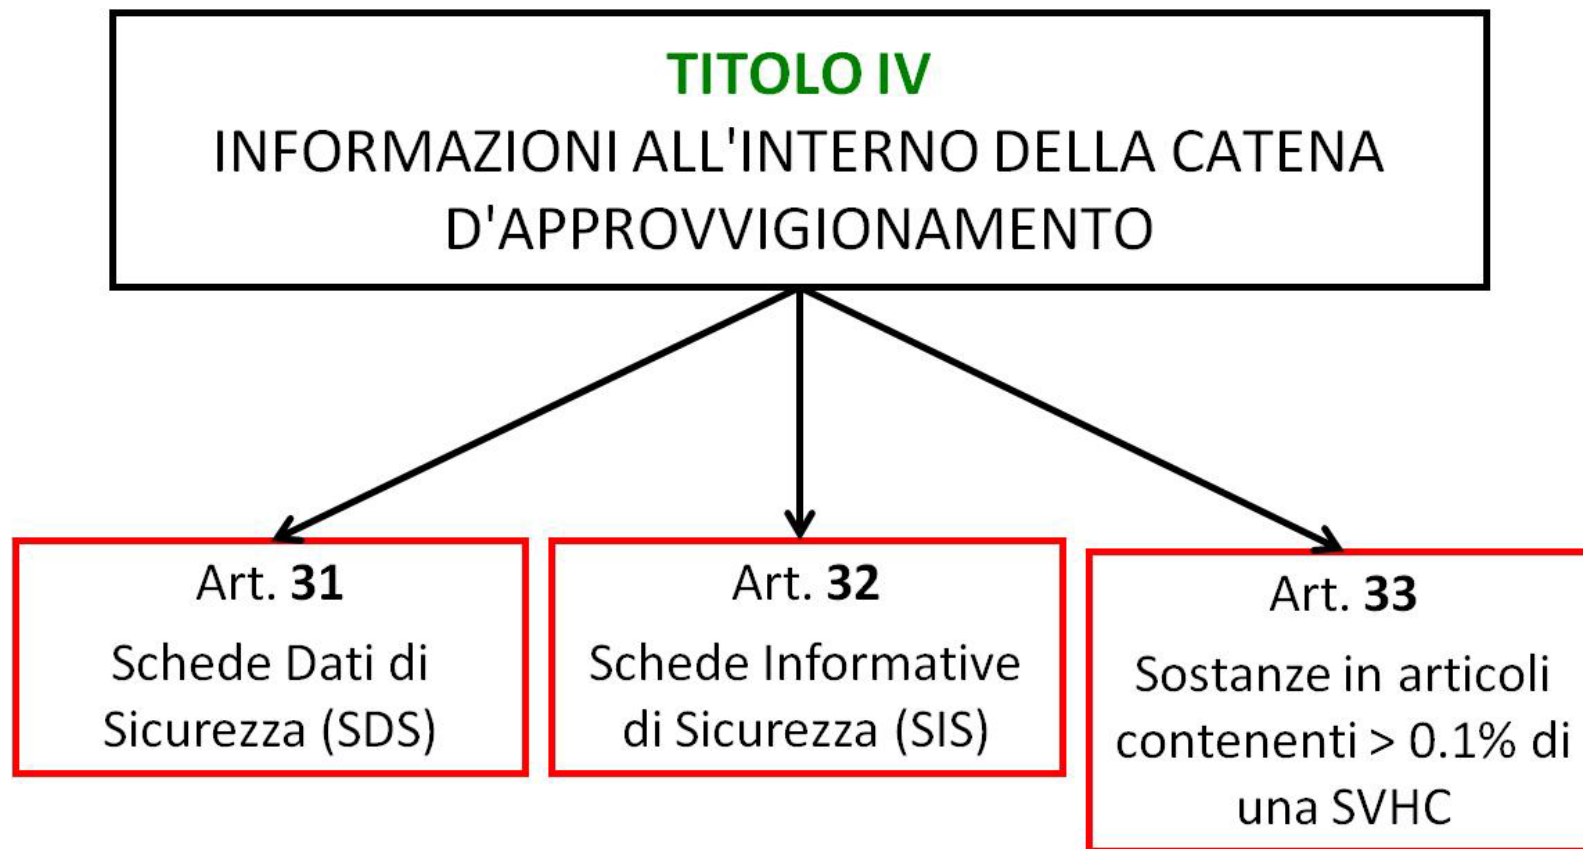 TITOLO IV
INFORMAZIONI ALL'INTERNO DELLA CATENA
D'APPROVVIGIONAMENTO
Art. 31
Schede Dati di
Sicurezza (SDS)
Art. 32
Schede Informative
di Sicurezza (SIS)
Art. 33
Sostanze in articoli
contenenti > 0.1% di
una SVHC